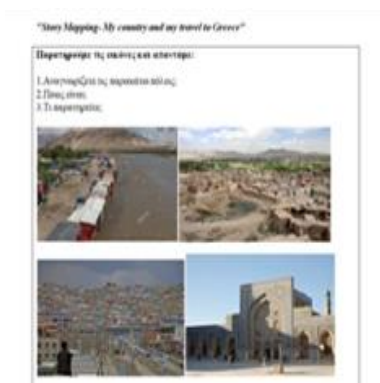 "Story Mapping- My country and my travel to Greece"
Παρατηρούμε τις εικόνες και απαντάμε:
1.Αναγνωρίζετε τις παρακάτω πόλεις;
2.Ποιες είναι;
3.Τι παρατηρείτε;